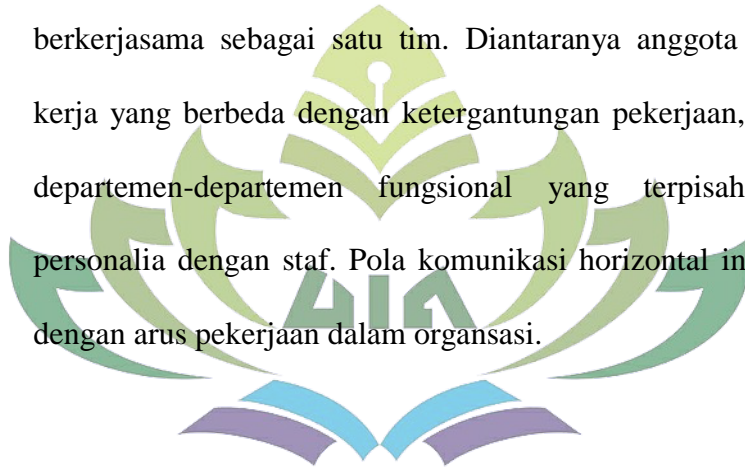 berkerjasama sebagai satu tim. Diantaranya anggota
kerja yang berbeda dengan ketergantungan pekerjaan,
departemen-departemen fungsional yang terpisah
personalia dengan staf. Pola komunikasi horizontal in
UIN
dengan arus pekerjaan dalam organsasi.